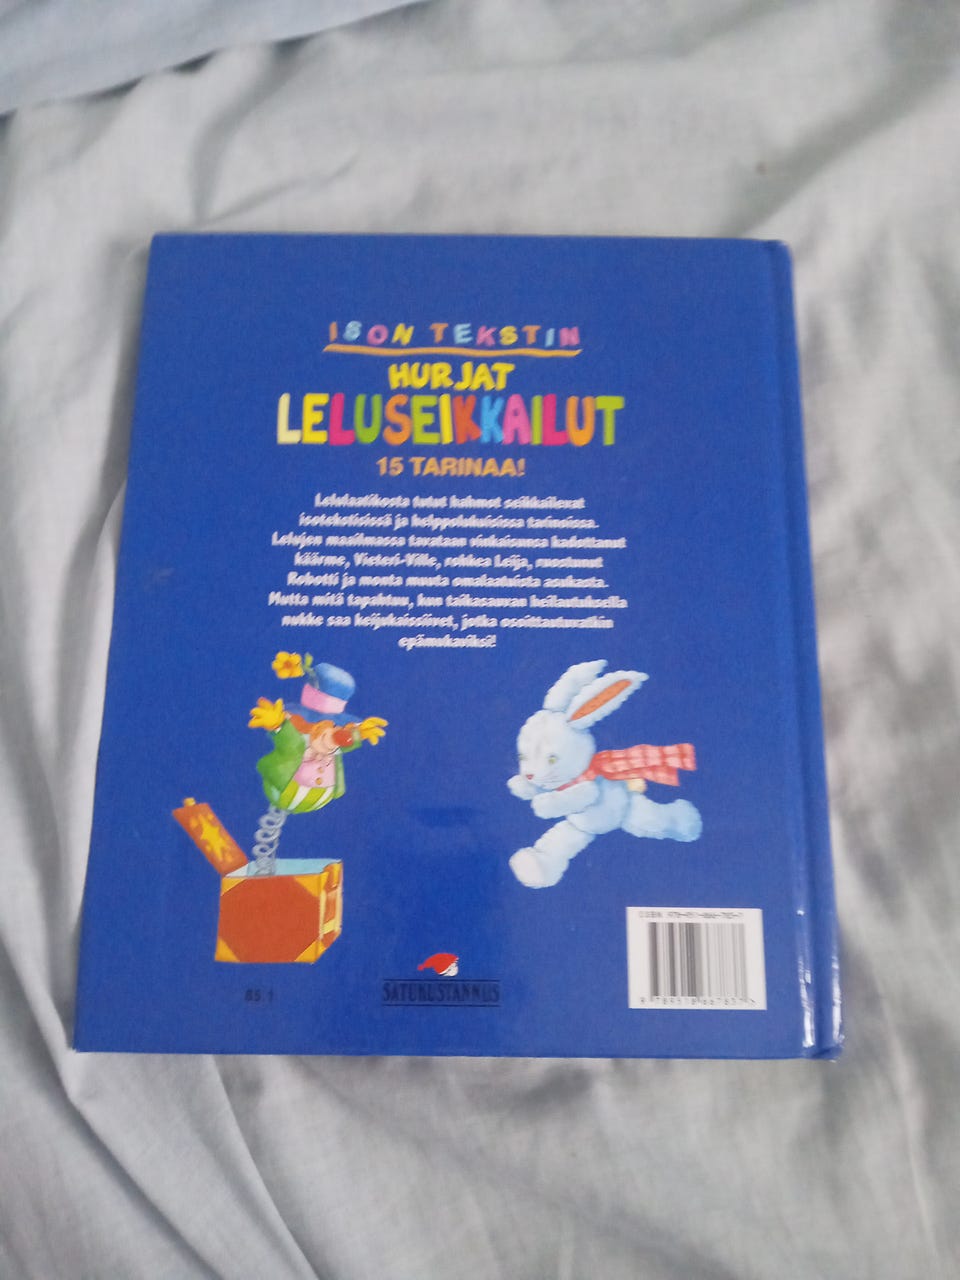 ISON TEKSTIN
HURJAT
LELUSEIKKAILUT
15 TARINAA!
Lelulaatikosta tutut hahmot seikkailevat
isotekstisissä ja helppolukuisissa tarinoissa.
Lelujen maailmassa tavataan vinkaisunsa kadottanut
käärme, Vieteri-Ville, rohkea Leija, ruostunut
Robotti ja monta muuta omalaatuista asukasta.
Mutta mitä tapahtuu, kun taikasauvan heilautuksella
nukke saa keijukaissiivet, jotka osoittautuvatkin
epämukaviksi!
ISBN
85.1
SATUKUSTANNUS